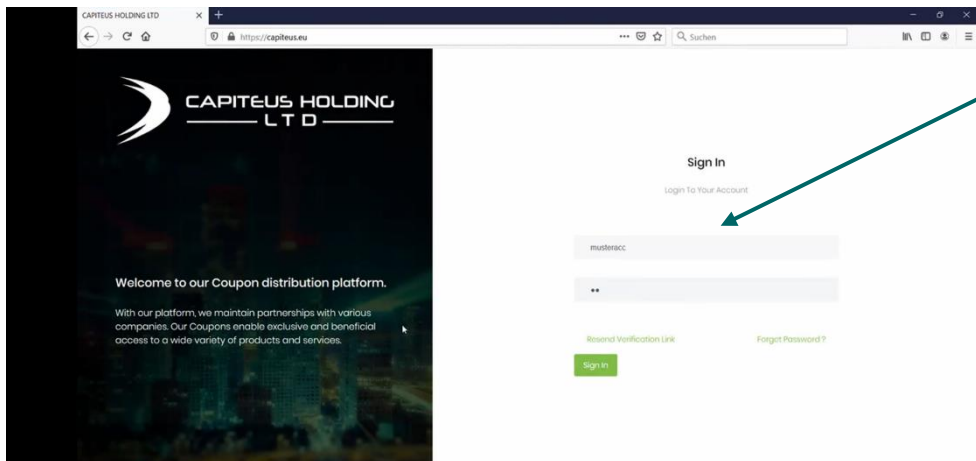 CAPITEUS HOLDING LTD
https://capiteus.eu
Suchen
CAPITEUS HOLDING
LTD
Welcome to our Coupon distribution platform.
With our platform, we maintain partnerships with various
companies. Our Coupons enable exclusive and beneficial
access to a wide variety of products and services.
Sign In
Login To Your Account
musteracc
Resend Verification Link
Forget Password ?
Sign In